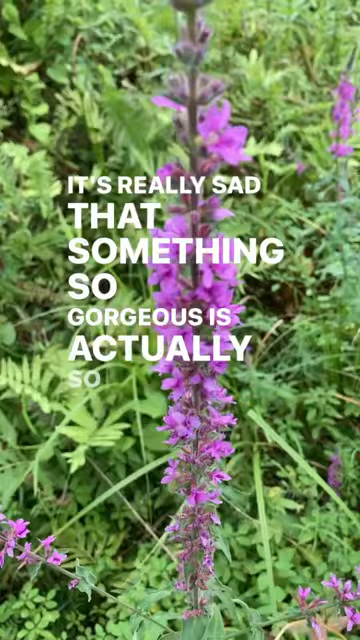 IT'S REALLY SAD
THAT
SOMETHING
SO
GORGEOUS IS
ACTUALLY
SO